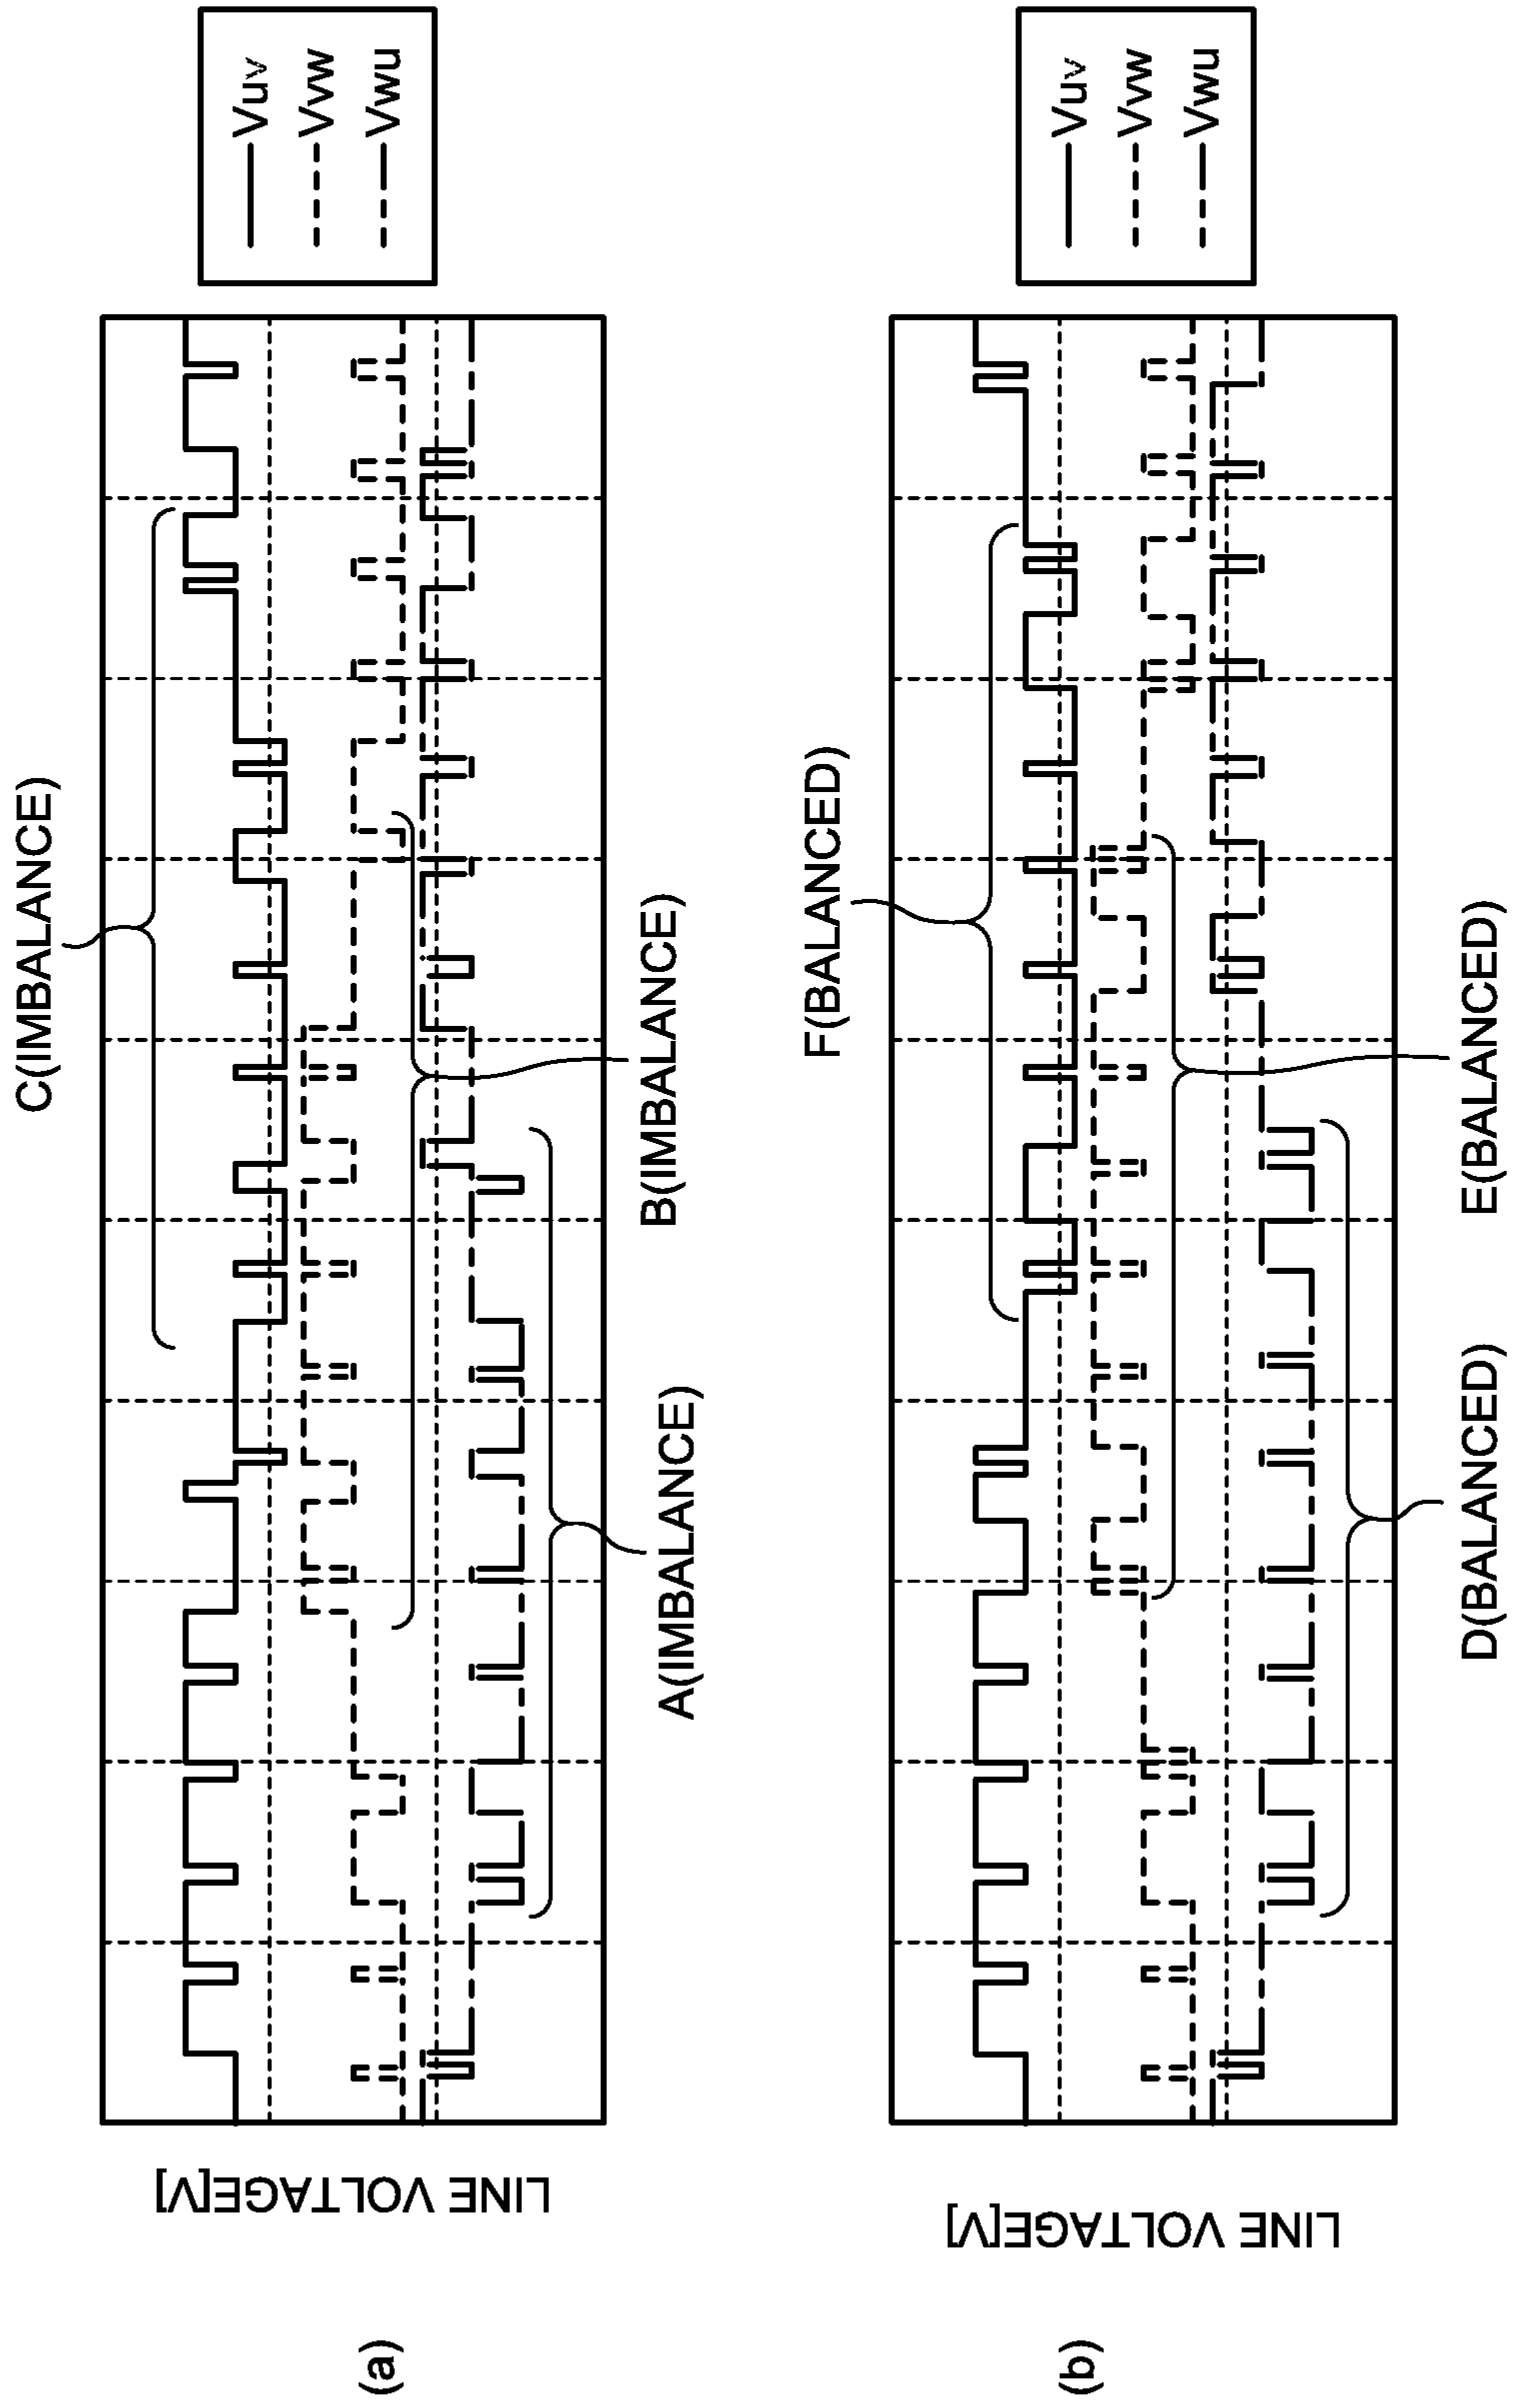 (a)
LINE VOLTAGE[V]
C(IMBALANCE)
B(IMBALANCE)
A(IMBALANCE)
Vuv
Vvw
Vwu
(b)
LINE VOLTAGE[V]
F(BALANCED)
E(BALANCED)
D(BALANCED)
Vuv
Vvw
Vwu